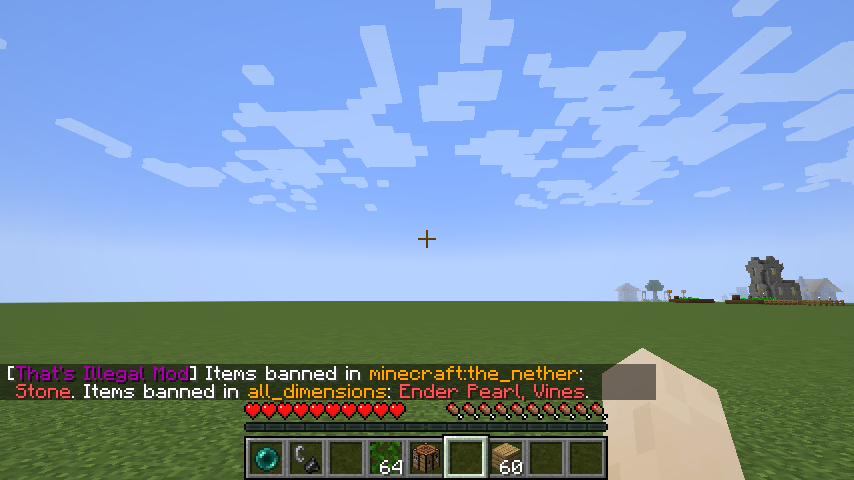 [That's Illegal Mod] Items banned in minecraft:the_nether:
Stone. Items banned in all_dimensions: Ender Pearl, Vines.
64 60